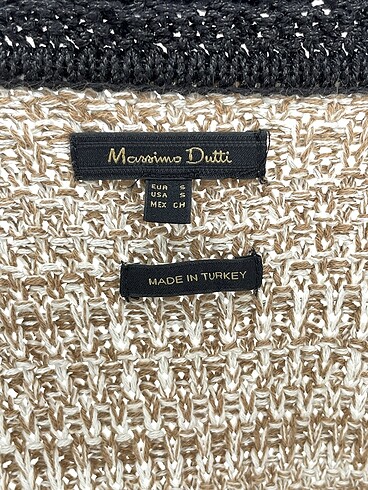 Massimo Dutti
EUR S
USA S
MEX CH
MADE IN TURKEY